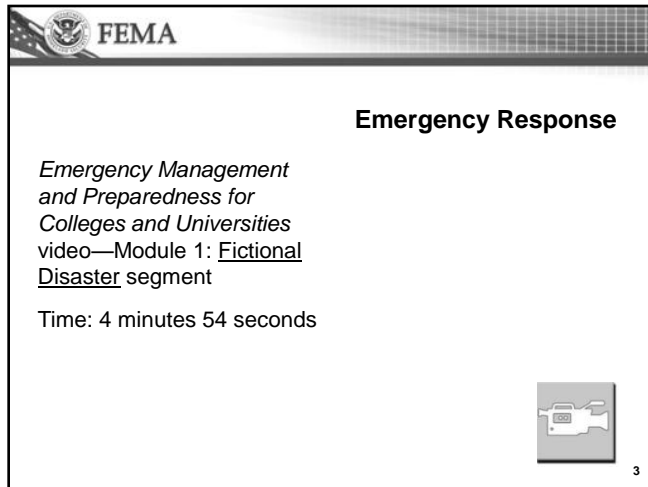 FEMA
Emergency Response
Emergency Management
and Preparedness for
Colleges and Universities
video—Module 1: Fictional
Disaster segment
Time: 4 minutes 54 seconds
3